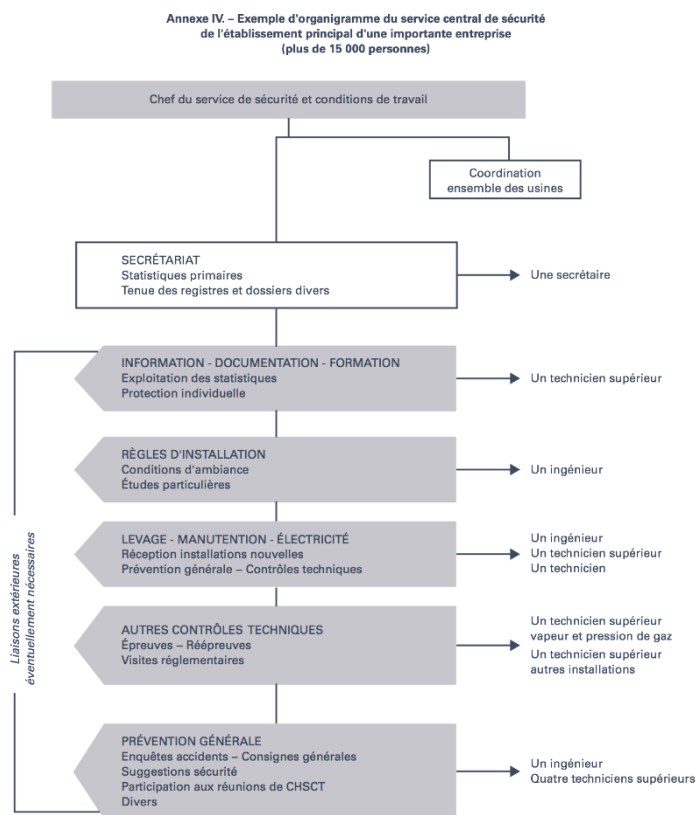 Annexe IV. – Exemple d'organigramme du service central de sécurité
de l'établissement principal d'une importante entreprise
(plus de 15 000 personnes)
Chef du service de sécurité et conditions de travail
Coordination
ensemble des usines
SECRÉTARIAT
Statistiques primaires
Tenue des registres et dossiers divers
Une secrétaire
INFORMATION - DOCUMENTATION - FORMATION
Exploitation des statistiques
Protection individuelle
Un technicien supérieur
RÈGLES D'INSTALLATION
Conditions d'ambiance
Études particulières
Un ingénieur
LEVAGE - MANUTENTION - ÉLECTRICITÉ
Réception installations nouvelles
Prévention générale – Contrôles techniques
Un ingénieur
Un technicien supérieur
Un technicien
AUTRES CONTRÔLES TECHNIQUES
Épreuves – Réépreuves
Visites réglementaires
Un technicien supérieur
vapeur et pression de gaz
Un technicien supérieur
autres installations
PRÉVENTION GÉNÉRALE
Enquêtes accidents – Consignes générales
Suggestions sécurité
Participation aux réunions de CHSCT
Divers
Un ingénieur
Quatre techniciens supérieurs
Liaisons extérieures
éventuellement nécessaires